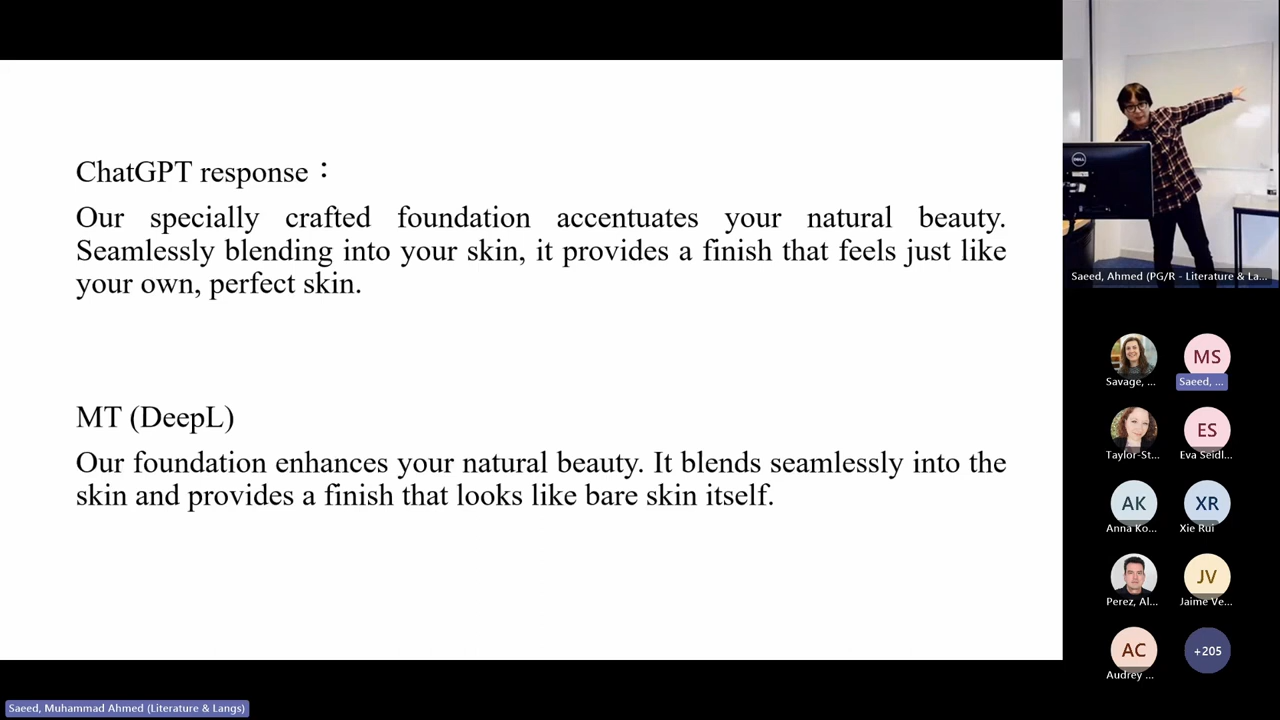 ChatGPT response：
Our specially crafted foundation accentuates your natural beauty.
Seamlessly blending into your skin, it provides a finish that feels just like
your own, perfect skin.
MT (DeepL)
Our foundation enhances your natural beauty. It blends seamlessly into the
skin and provides a finish that looks like bare skin itself.
DELL
Saeed, Ahmed (PG/R - Literature & La...
MS
Savage, ...
Saeed, ...
ES
Taylor-St...
Eva Seidl...
AK
XR
Anna Ko...
Xie Rui
JV
Perez, Al...
Jaime Ve...
AC
+205
Audrey ...
Saeed, Muhammad Ahmed (Literature & Langs)